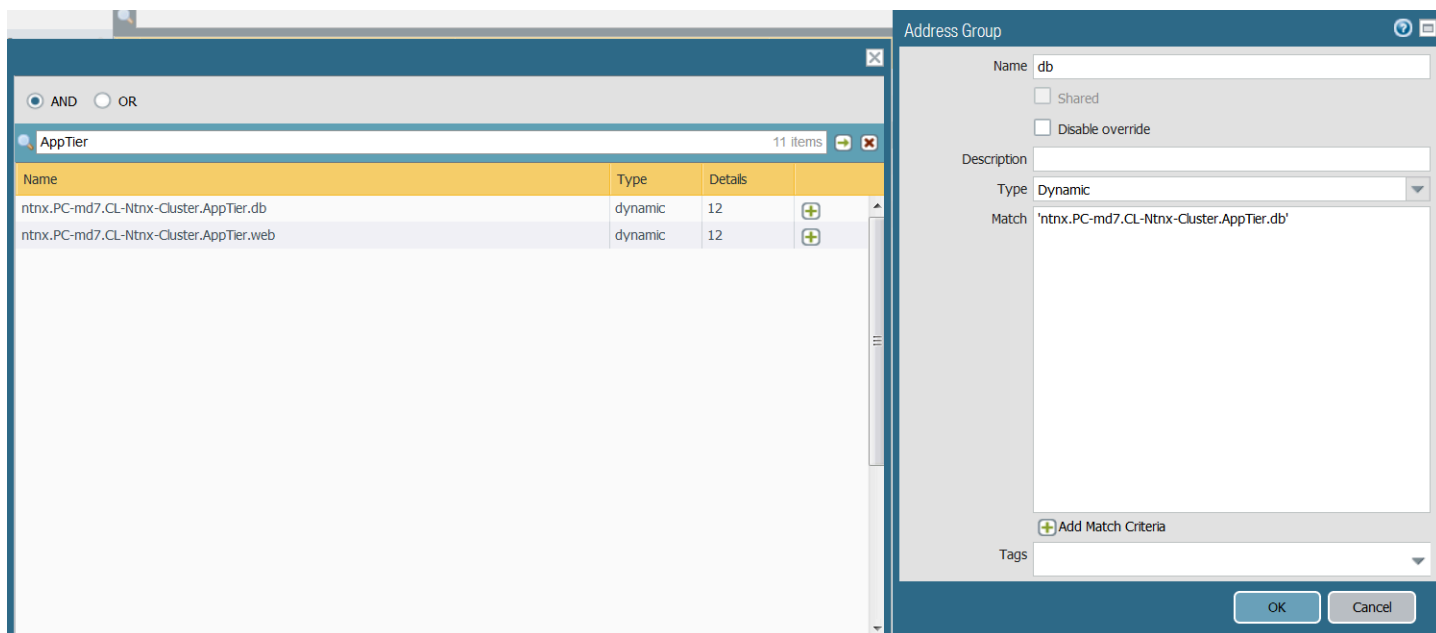 AND OR
AppTier 11 items
Name Type Details
ntnx.PC-md7.CL-Ntnx-Cluster.AppTier.db dynamic 12
ntnx.PC-md7.CL-Ntnx-Cluster.AppTier.web dynamic 12
Address Group
Name db
Shared
Disable override
Description
Type Dynamic
Match 'ntnx.PC-md7.CL-Ntnx-Cluster.AppTier.db'
Add Match Criteria
Tags
OK Cancel